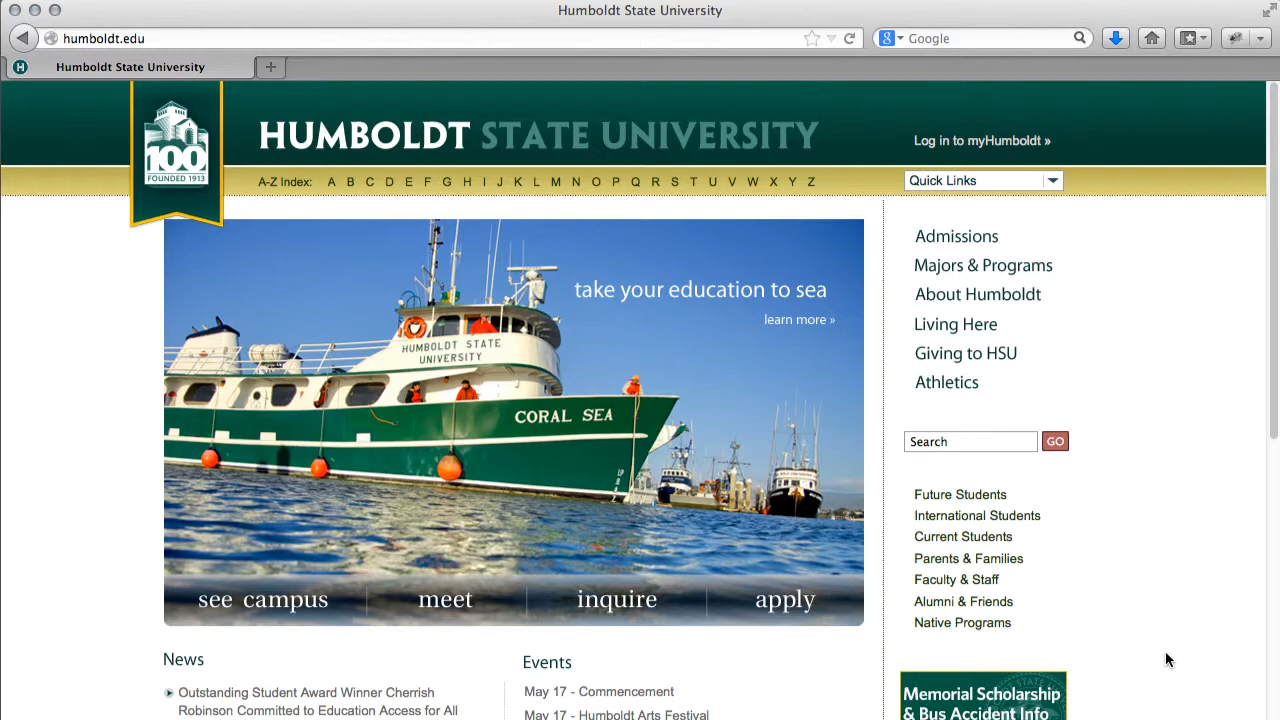 Humboldt State University
humboldt.edu
Google
Humboldt State University
100
FOUNDED 1913
HUMBOLDT STATE UNIVERSITY
Log in to myHumboldt »
A-Z Index: A B C D E F G H I J K L M N O P Q R S T U V W X Y Z
Quick Links
take your education to sea
learn more »
HUMBOLDT STATE
UNIVERSITY
CORAL SEA
see campus
meet
inquire
apply
Admissions
Majors & Programs
About Humboldt
Living Here
Giving to HSU
Athletics
Search
GO
Future Students
International Students
Current Students
Parents & Families
Faculty & Staff
Alumni & Friends
Native Programs
News
Outstanding Student Award Winner Cherrish
Robinson Committed to Education Access for All
Events
May 17 - Commencement
May 17 - Humboldt Arts Festival
Memorial Scholarship
& Bus Accident Info